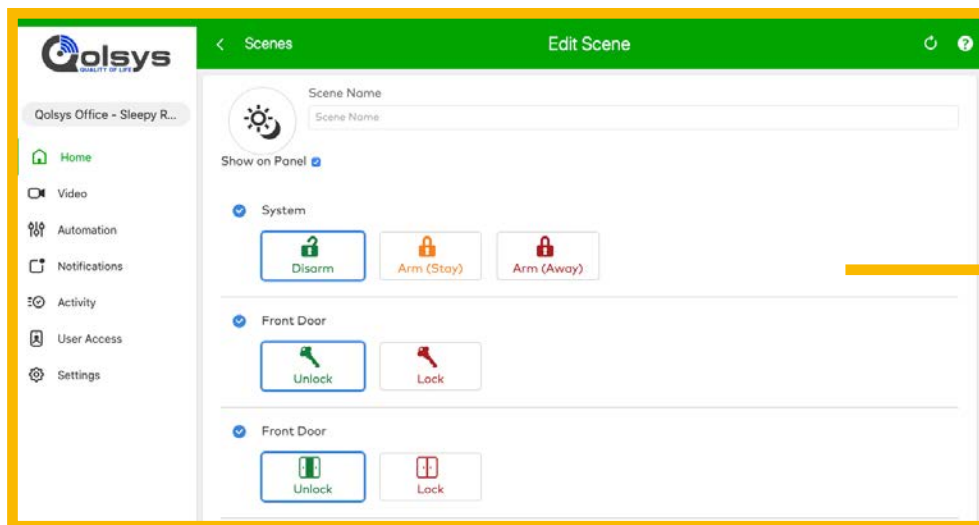 Qolsys
QUALITY OF LIFE
Qolsys Office - Sleepy R...
Home
Video
Automation
Notifications
Activity
User Access
Settings
Scenes
Edit Scene
?
Scene Name
Scene Name
Show on Panel
System
Disarm
Arm (Stay)
Arm (Away)
Front Door
Unlock
Lock
Front Door
Unlock
Lock